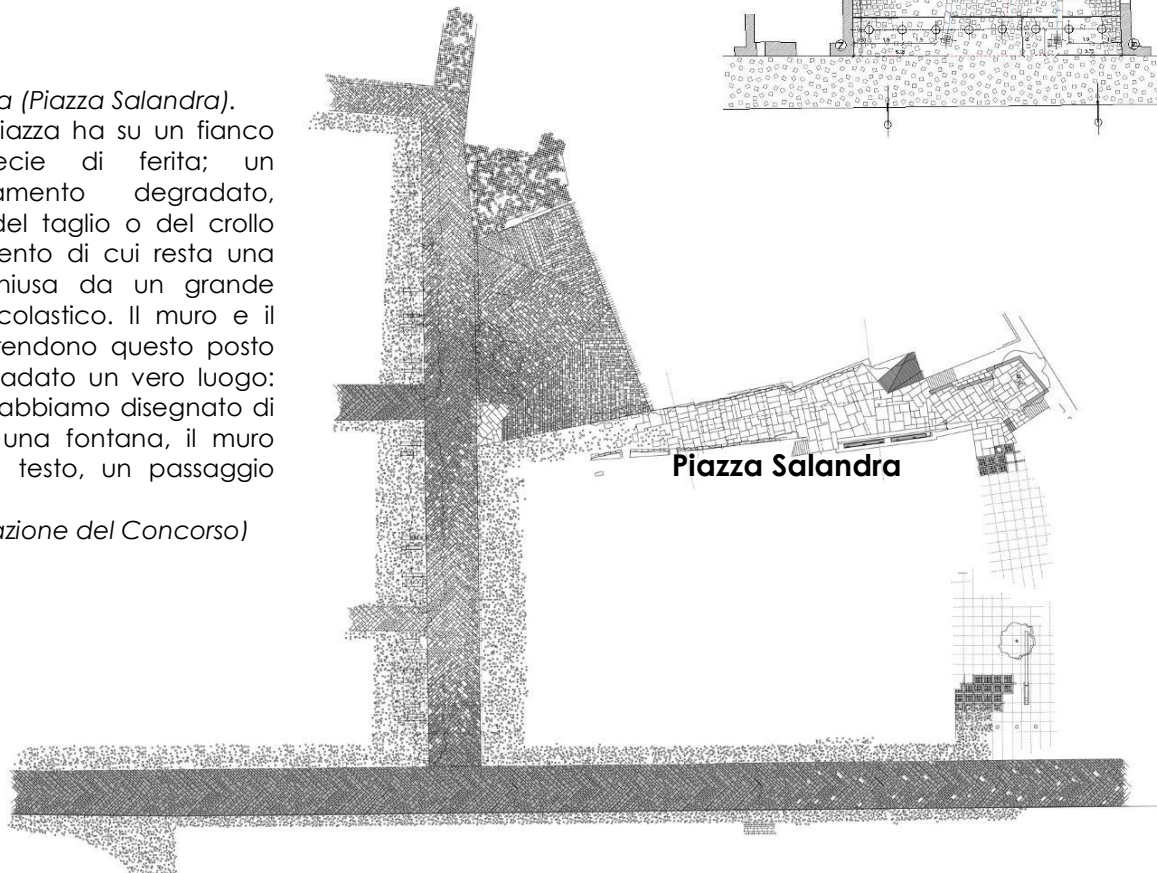 a (Piazza Salandra).
iazza ha su un fianco
ecie di ferita; un
amento degradato,
del taglio o del crollo
ento di cui resta una
hiusa da un grande
colastico. Il muro e il
rendono questo posto
adato un vero luogo:
abbiamo disegnato di
una fontana, il muro
testo, un passaggio
azione del Concorso)
Piazza Salandra